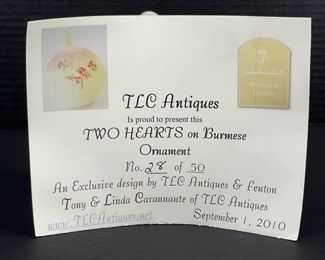 TLC Antiques
Is proud to present this
TWO HEARTS on Burmese
Ornament
No. 28 of 50
An Exclusive design by TLC Antiques & Fenton
Tony & Linda Carannante of TLC Antiques
www.TLCAntiques.net September 1, 2010